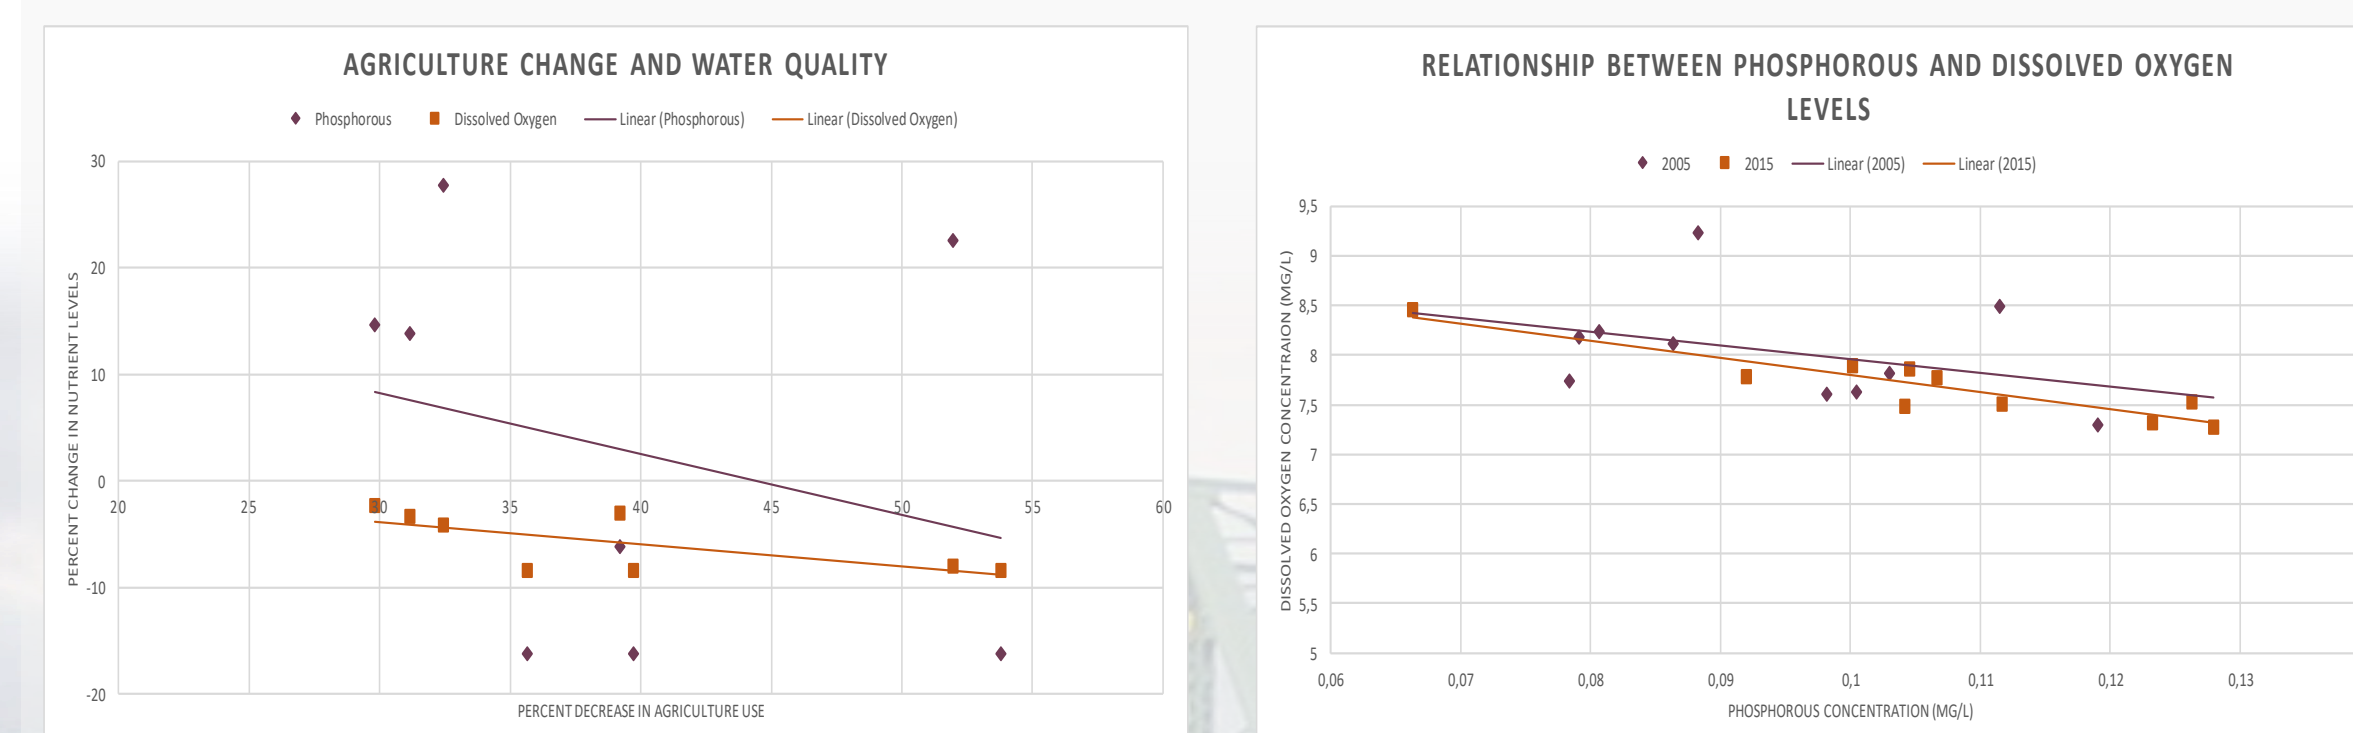 AGRICULTURE CHANGE AND WATER QUALITY
Phosphorous Dissolved Oxygen Linear (Phosphorous) Linear (Dissolved Oxygen)
PERCENT CHANGE IN NUTRIENT LEVELS
30
20
10
0
-10
-20
20 25 30 35 40 45 50 55 60
PERCENT DECREASE IN AGRICULTURE USE
RELATIONSHIP BETWEEN PHOSPHOROUS AND DISSOLVED OXYGEN
LEVELS
2005 2015 Linear (2005) Linear (2015)
DISSOLVED OXYGEN CONCENTRAION (MG/L)
9,5
9
8,5
8
7,5
7
6,5
6
5,5
5
0,06 0,07 0,08 0,09 0,1 0,11 0,12 0,13
PHOSPHOROUS CONCENTRATION (MG/L)